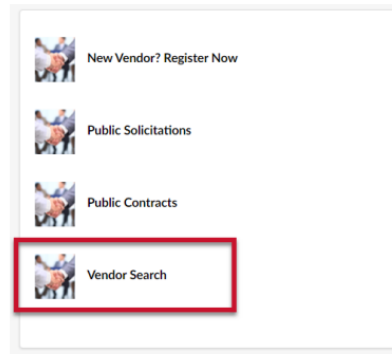 New Vendor? Register Now
Public Solicitations
Public Contracts
Vendor Search